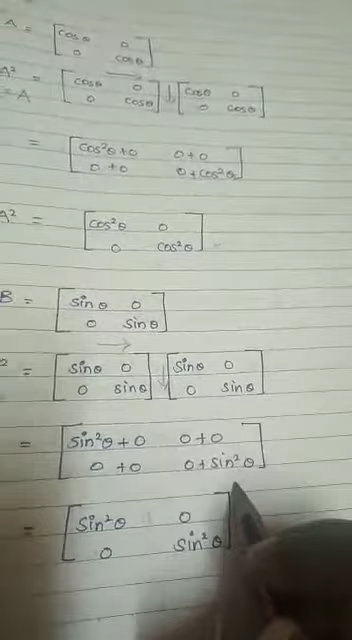 A = [cosθ 0
0 cosθ]
A² = [cosθ 0 [cosθ 0
= A 0 cosθ] 0 cosθ]
= [cos²θ+0 0+0
0+0 0+cos²θ]
A² = [cos²θ 0
0 cos²θ]
B = [sinθ 0
0 sinθ]
2 = [sinθ 0 [sinθ 0
0 sinθ] 0 sinθ]
= [sin²θ+0 0+0
0+0 0+sin²θ]
= [sin²θ 0
0 sin²θ]